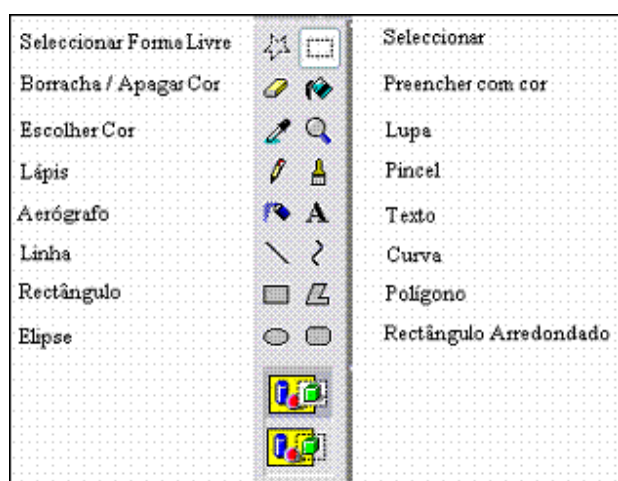 Seleccionar Forma Livre
Seleccionar
Borracha / Apagar Cor
Preencher com cor
Escolher Cor
Lupa
Lápis
Pincel
Aerógrafo
A
Texto
Linha
Curva
Rectângulo
Polígono
Elipse
Rectângulo Arredondado